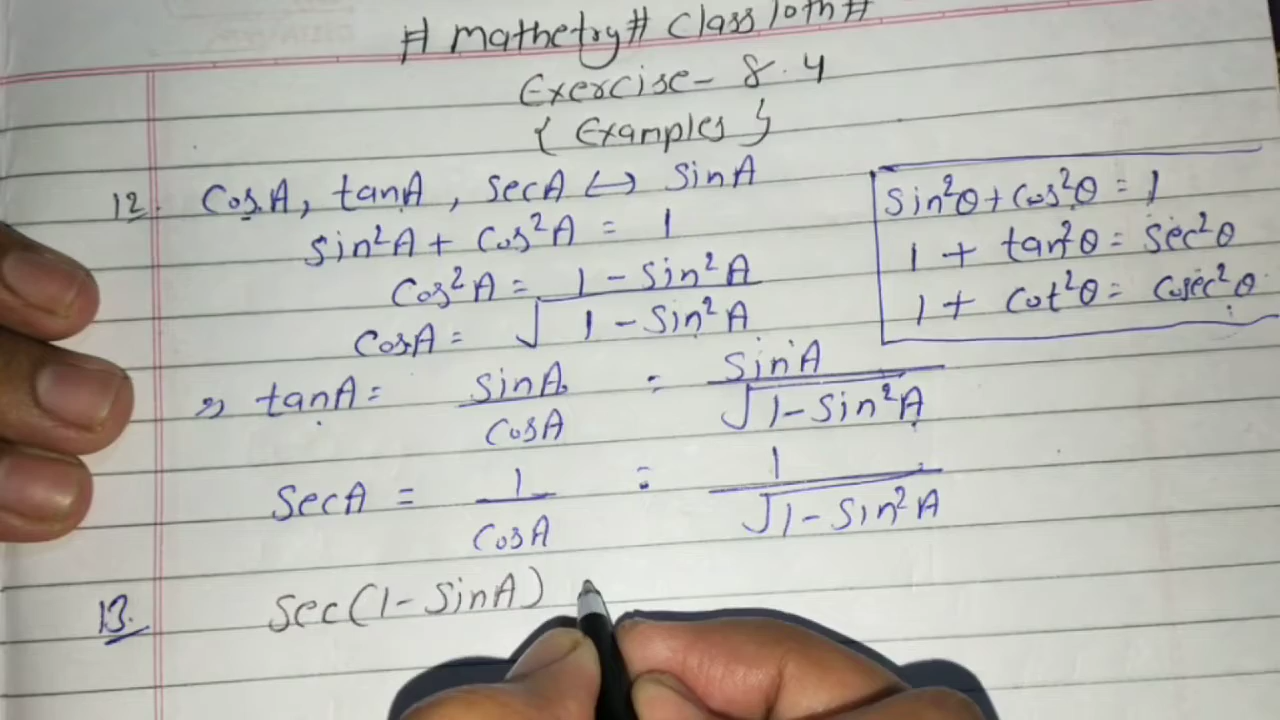 # Mathetry # Class 10th #
Exercise - 8.4
{ Examples }
12. CosA, tanA, SecA ↔ SinA
Sin²A + Cos²A = 1
Cos²A = 1 - Sin²A
CosA = √1 - Sin²A
⇒ tanA = SinA/CosA = SinA/√1-Sin²A
SecA = 1/CosA = 1/√1-Sin²A
13. Sec(1 - SinA)
Sin²θ + Cos²θ = 1
1 + tan²θ = Sec²θ
1 + Cot²θ = Cosec²θ